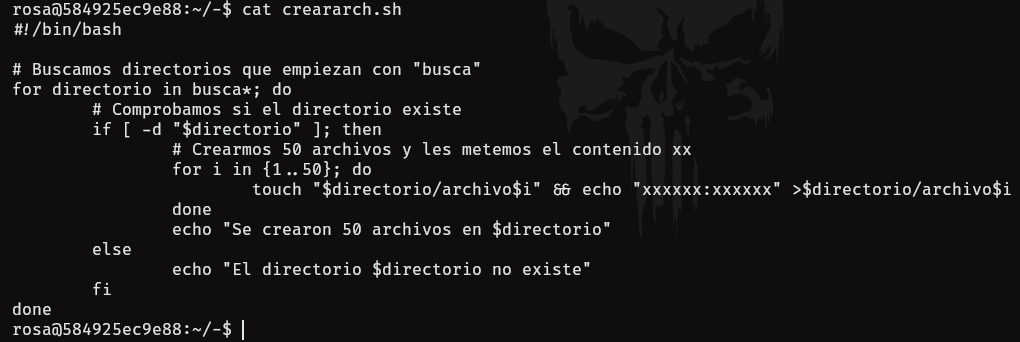 rosa@584925ec9e88:~/-$ cat creararch.sh
#!/bin/bash

# Buscamos directorios que empiezan con "busca"
for directorio in busca*; do
        # Comprobamos si el directorio existe
        if [ -d "$directorio" ]; then
                # Crearmos 50 archivos y les metemos el contenido xx
                for i in {1..50}; do
                        touch "$directorio/archivo$i" && echo "xxxxxx:xxxxxx" >$directorio/archivo$i
                done
                echo "Se crearon 50 archivos en $directorio"
        else
                echo "El directorio $directorio no existe"
        fi
done
rosa@584925ec9e88:~/-$